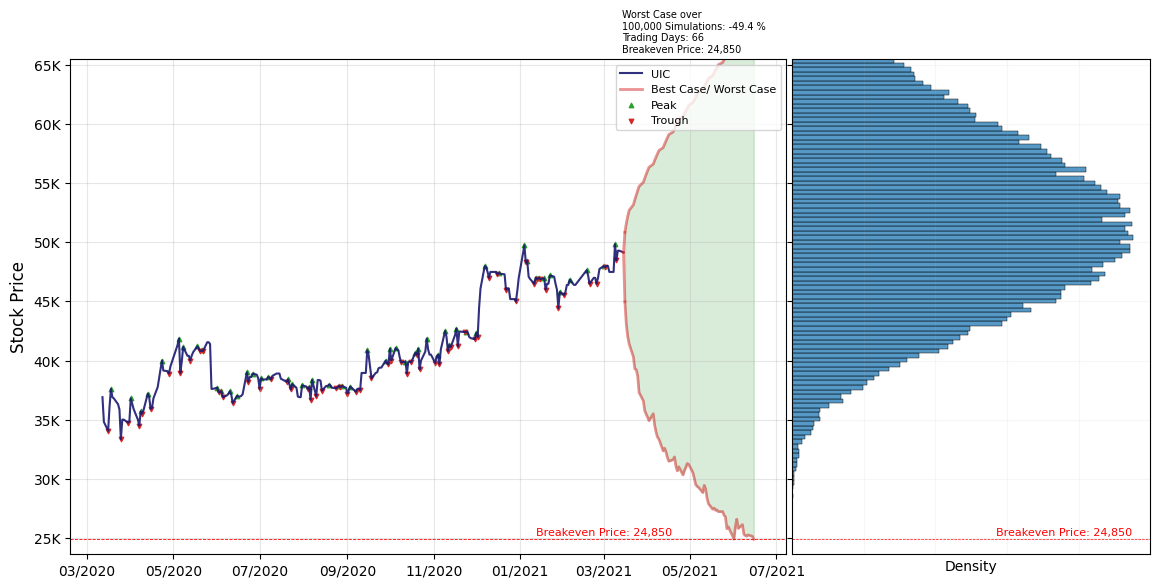 Worst Case over
100,000 Simulations: -49.4 %
Trading Days: 66
Breakeven Price: 24,850
65K
60K
55K
50K
45K
40K
35K
30K
25K
Stock Price
UIC
Best Case/ Worst Case
Peak
Trough
Breakeven Price: 24,850
Breakeven Price: 24,850
03/2020
05/2020
07/2020
09/2020
11/2020
01/2021
03/2021
05/2021
07/2021
Density